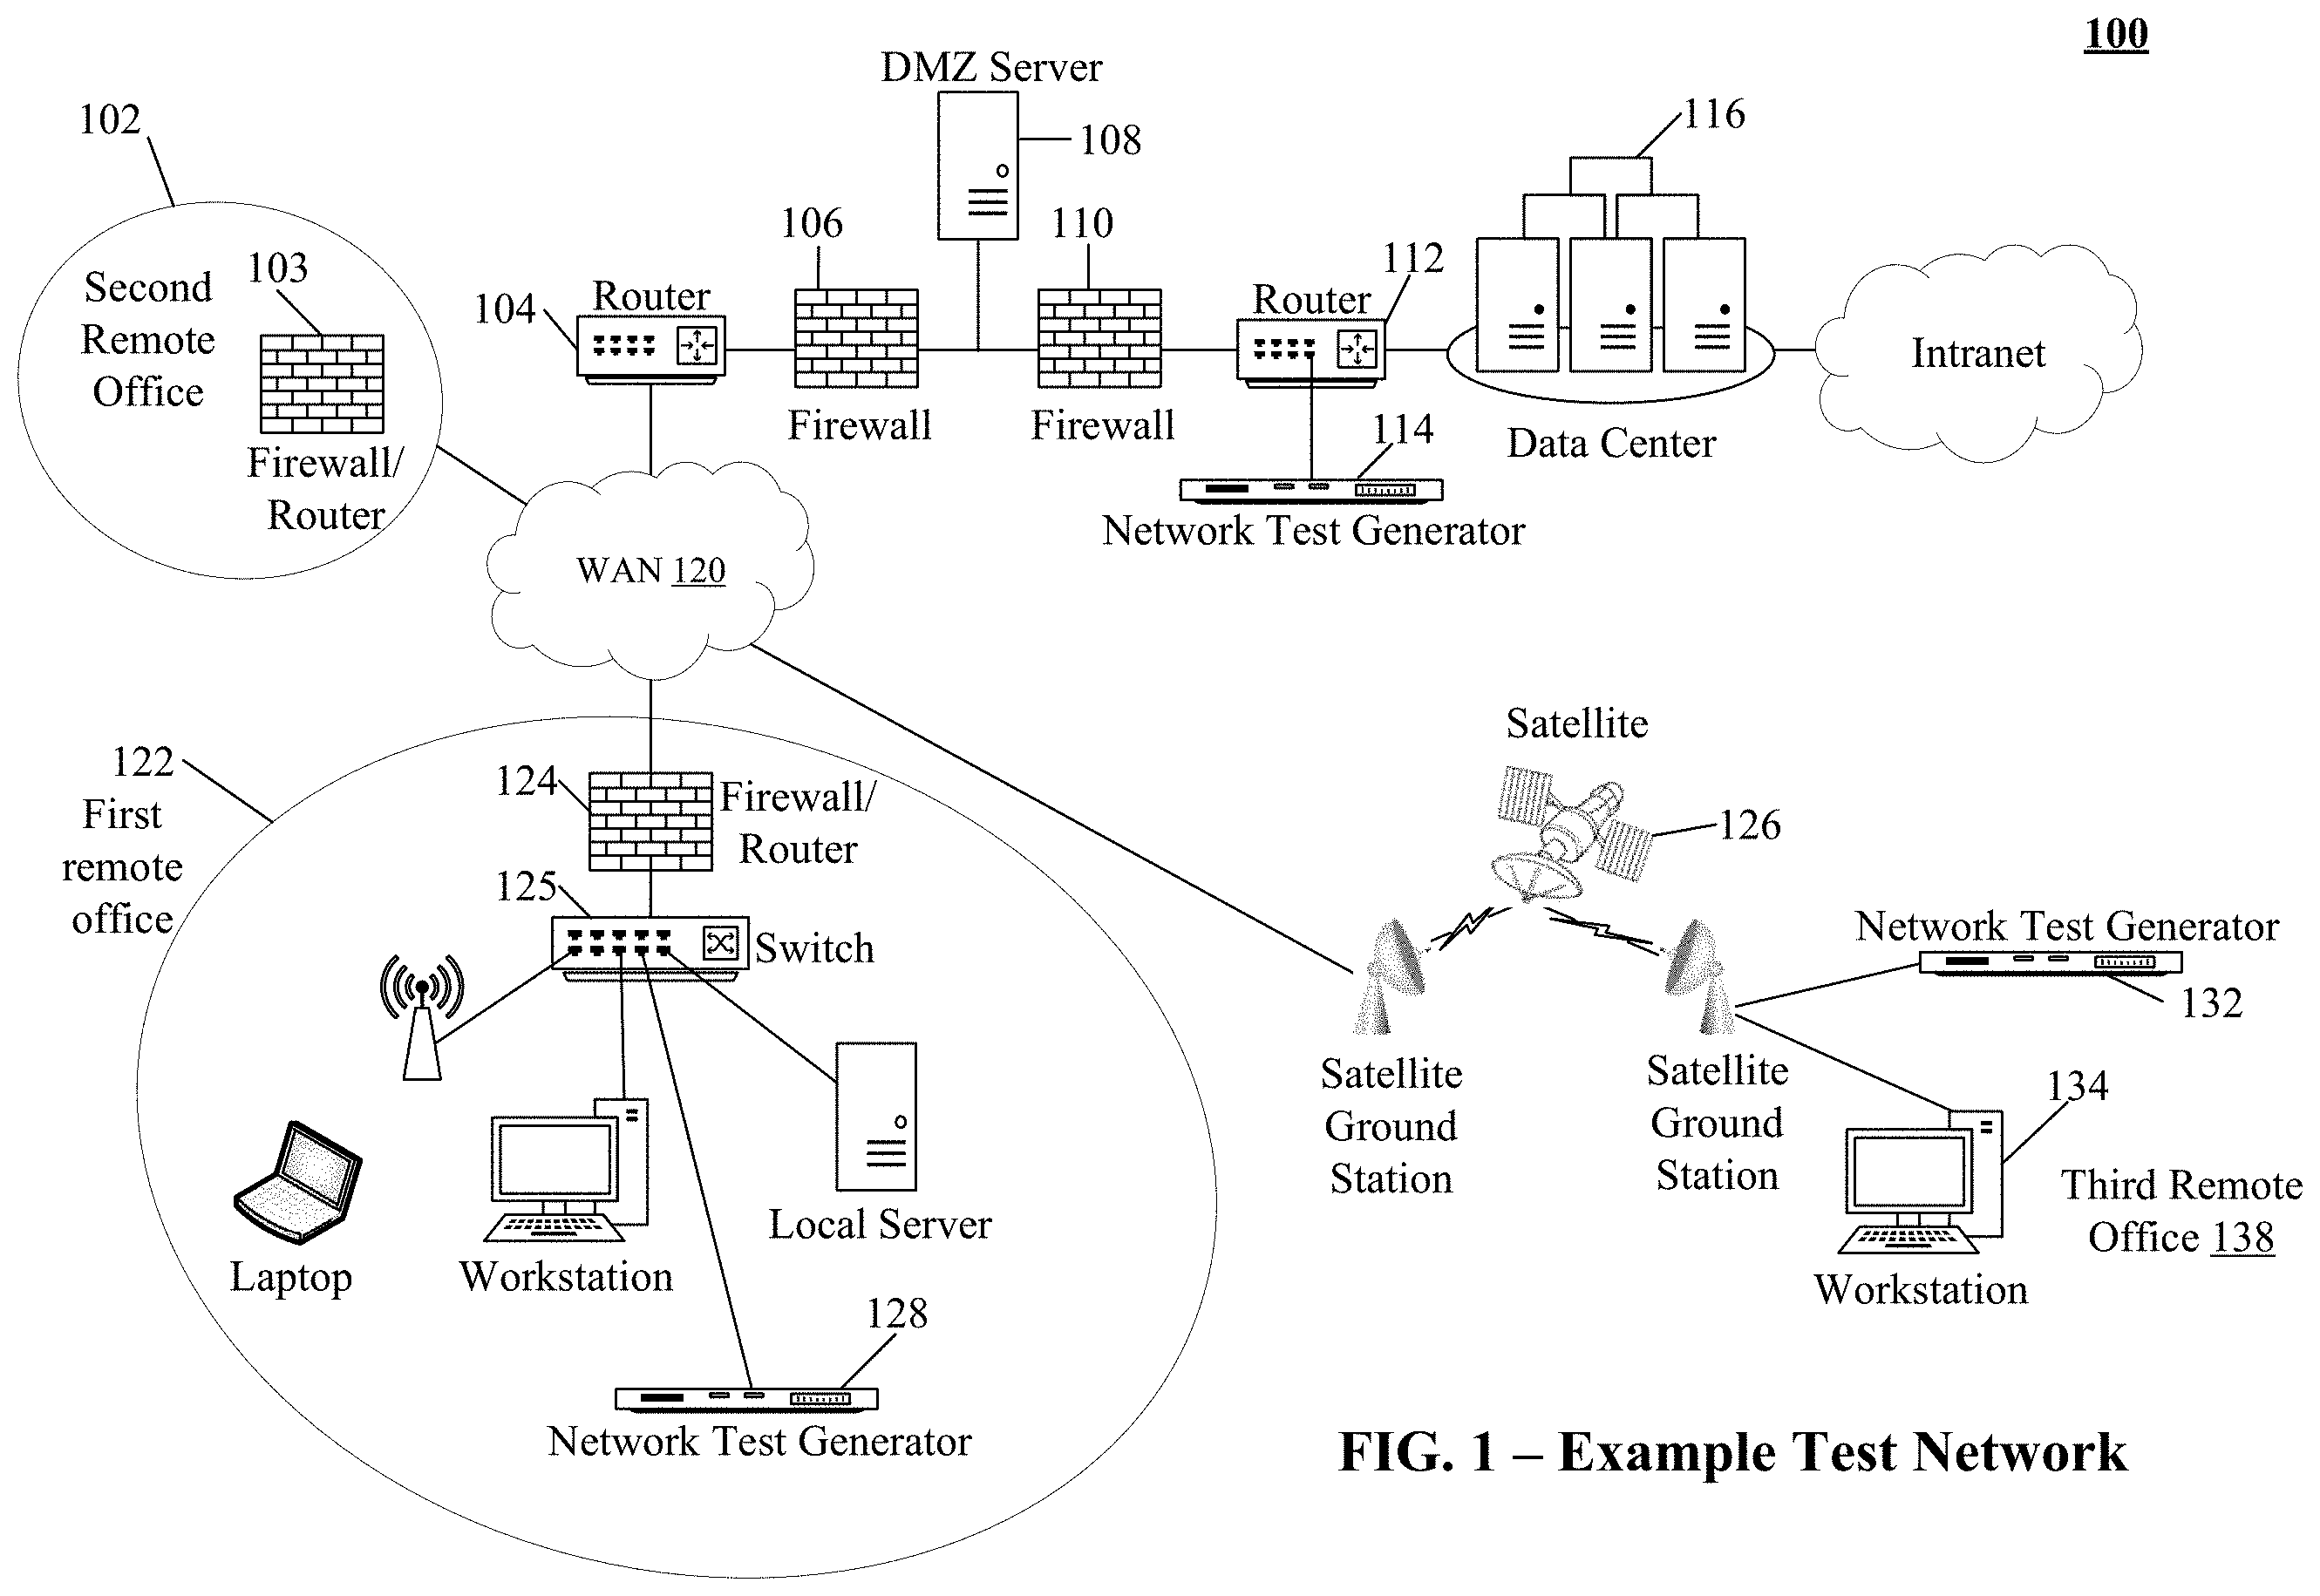 100
DMZ Server
116
102
108
106
110
Second
Remote
Office
103
112
Router
104
Router
Intranet
Firewall
Firewall
114
Data Center
Firewall/
Router
Network Test Generator
WAN 120
Satellite
122
First
remote
office
124
Firewall/
Router
126
125
Switch
Network Test Generator
132
Satellite
Ground
Station
Satellite
Ground
Station
134
Third Remote
Office 138
Local Server
Laptop
Workstation
Workstation
128
Network Test Generator
FIG. 1 – Example Test Network